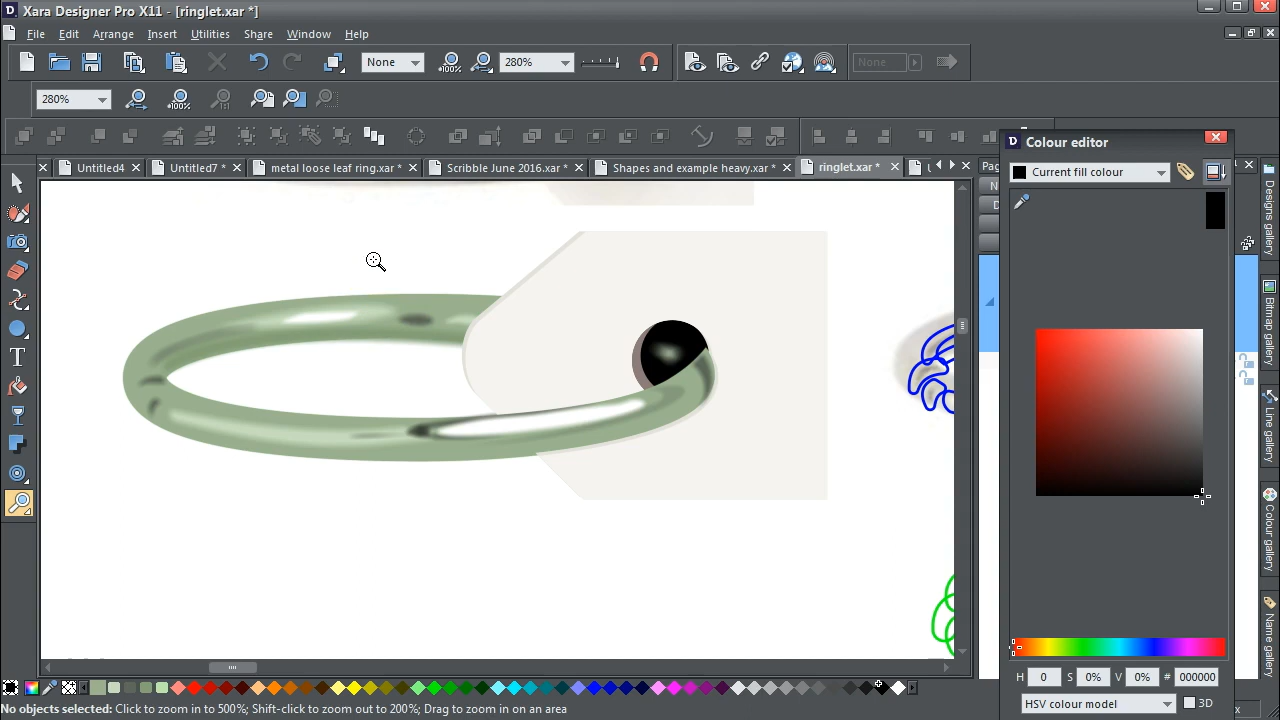 Xara Designer Pro X11 - [ringlet.xar *]
File Edit Arrange Insert Utilities Share Window Help
None 280% None
280%
Untitled4 Untitled7 * metal loose leaf ring.xar * Scribble June 2016.xar * Shapes and example heavy.xar * ringlet.xar *
Colour editor
Current fill colour
Designs gallery
Bitmap gallery
Line gallery
Colour gallery
Name gallery
H 0 S 0% V 0% # 000000
HSV colour model 3D
No objects selected: Click to zoom in to 500%; Shift-click to zoom out to 200%; Drag to zoom in on an area